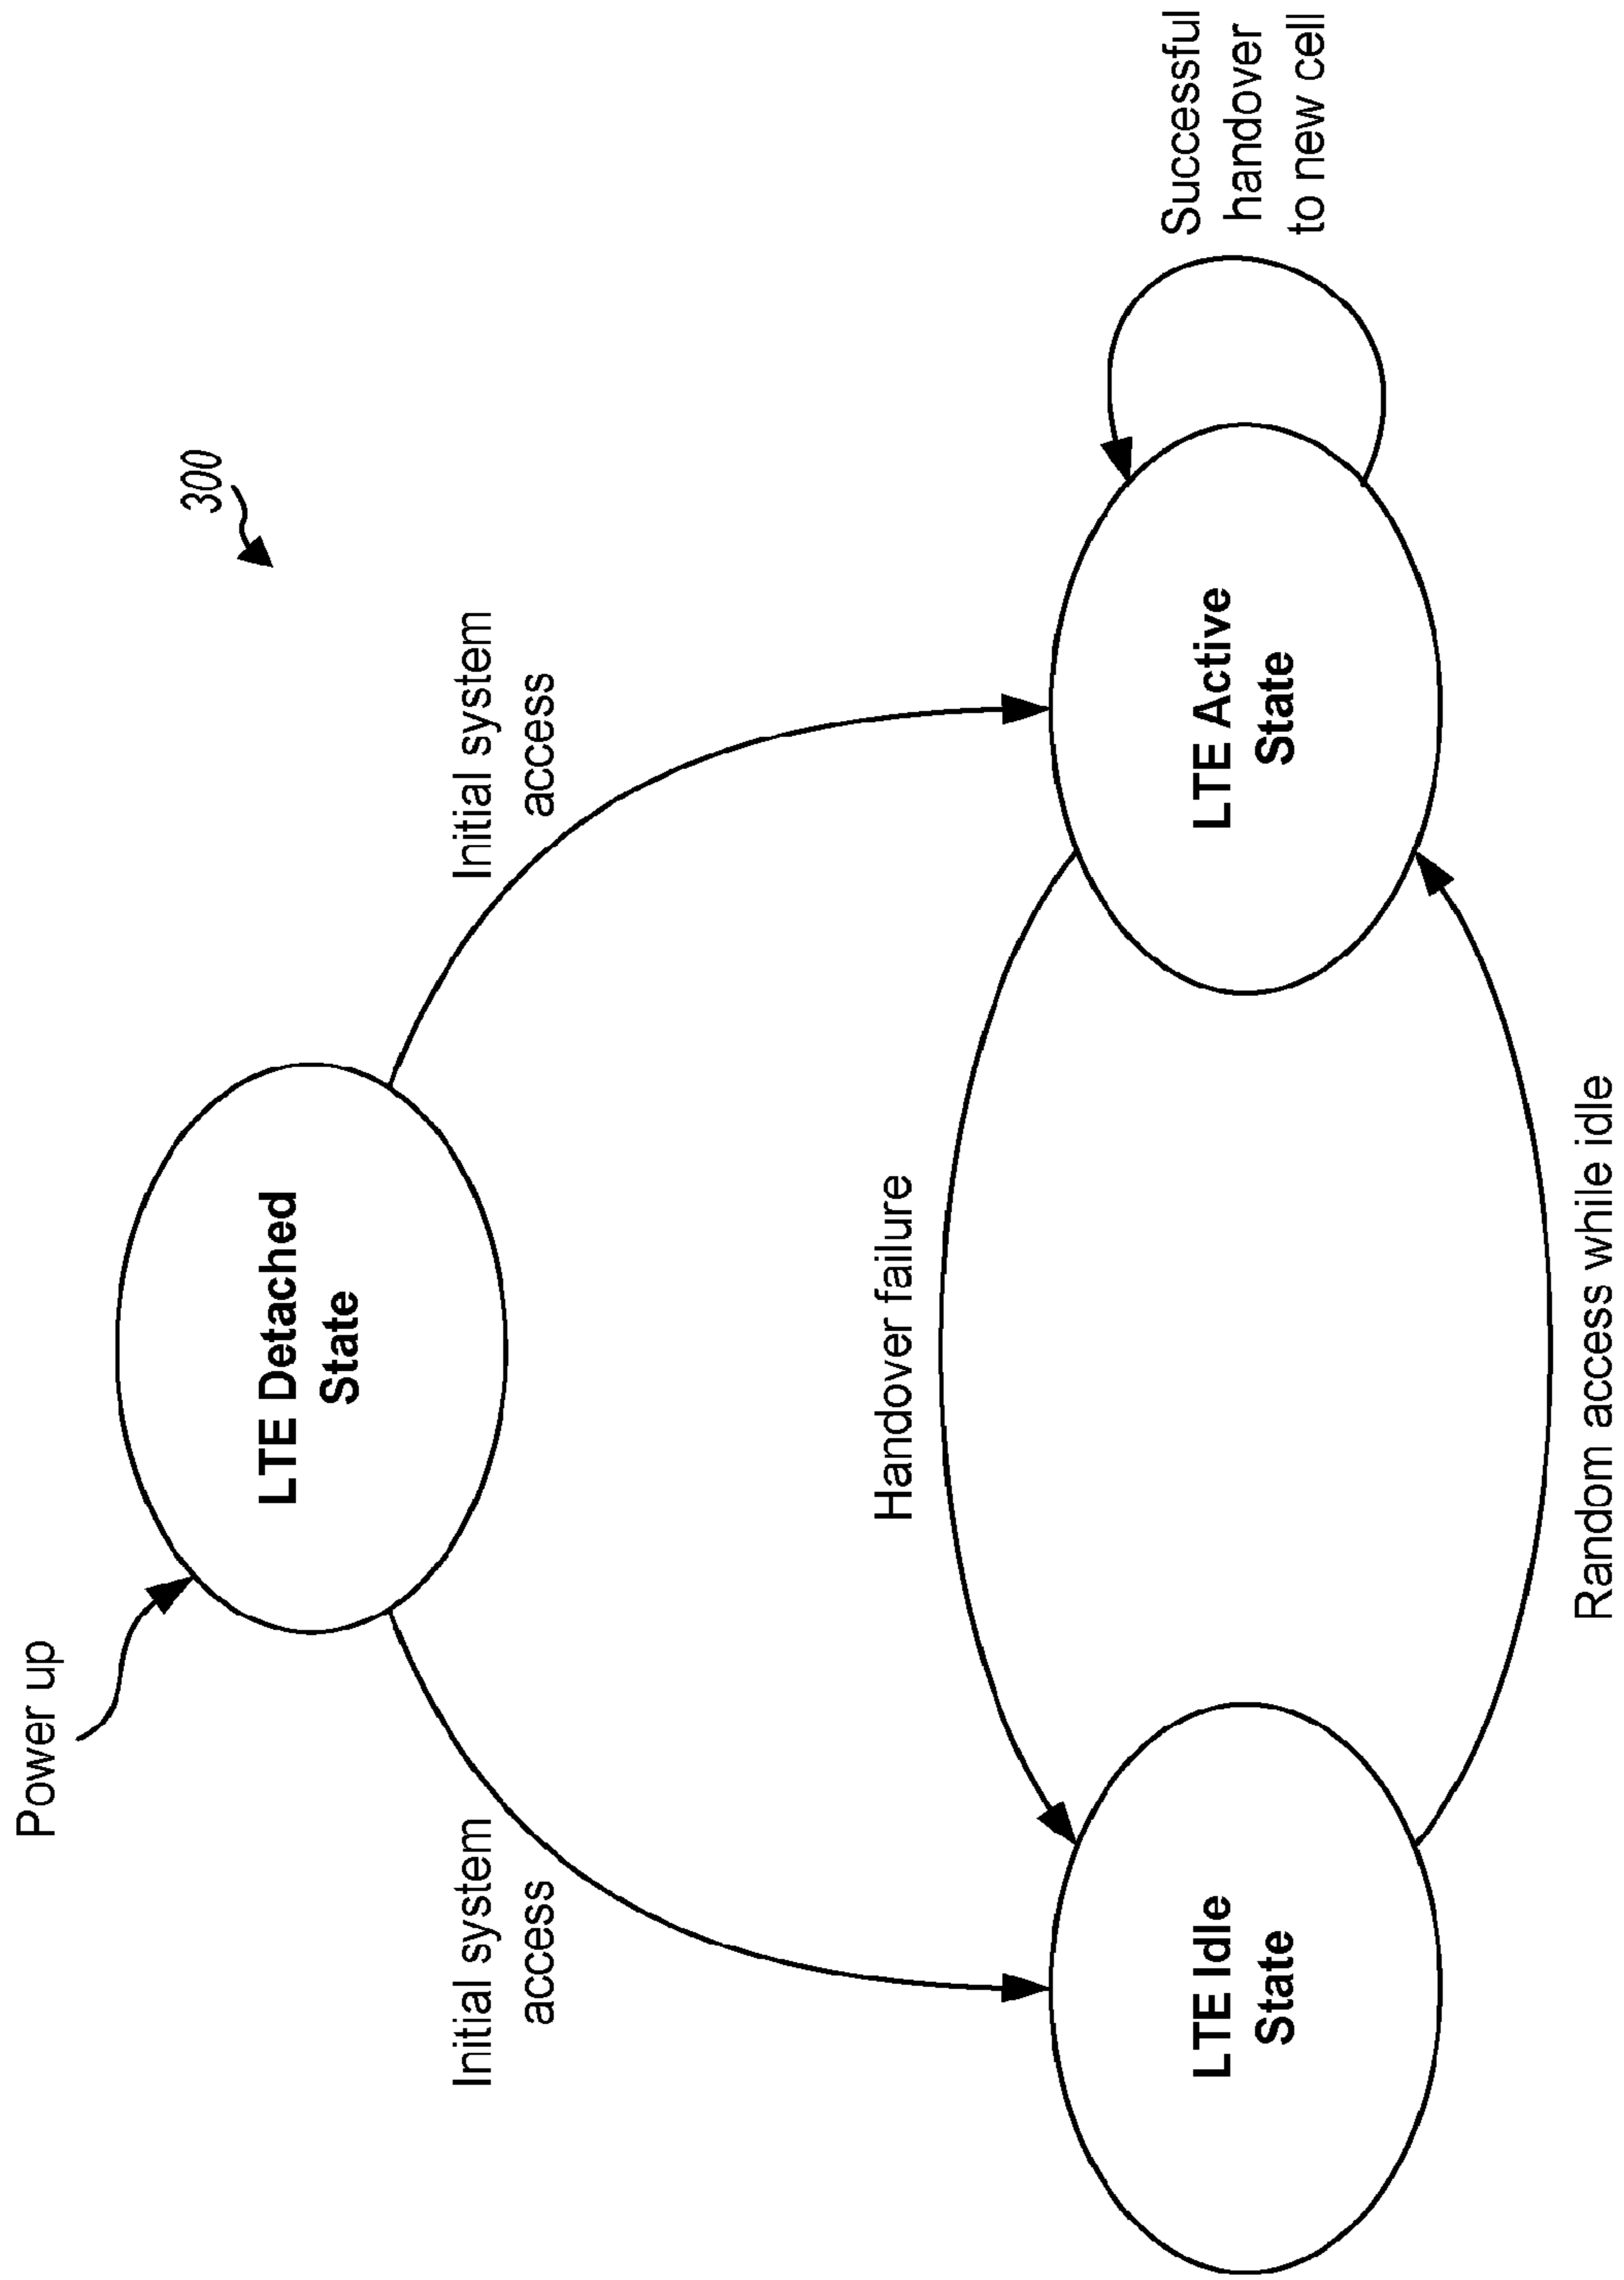 300
Power up
LTE Detached
State
Initial system
access
Initial system
access
Handover failure
LTE Idle
State
LTE Active
State
Successful
handover
to new cell
Random access while idle